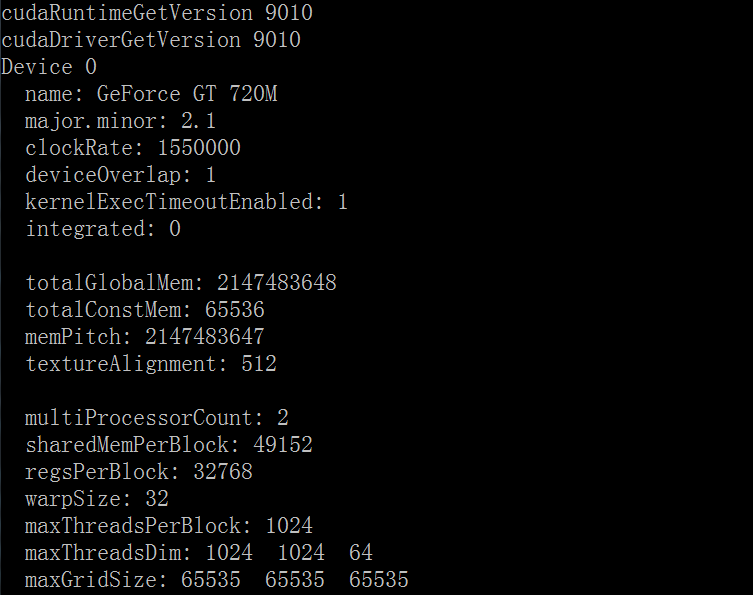 cudaRuntimeGetVersion 9010
cudaDriverGetVersion 9010
Device 0
  name: GeForce GT 720M
  major.minor: 2.1
  clockRate: 1550000
  deviceOverlap: 1
  kernelExecTimeoutEnabled: 1
  integrated: 0

  totalGlobalMem: 2147483648
  totalConstMem: 65536
  memPitch: 2147483647
  textureAlignment: 512

  multiProcessorCount: 2
  sharedMemPerBlock: 49152
  regsPerBlock: 32768
  warpSize: 32
  maxThreadsPerBlock: 1024
  maxThreadsDim: 1024  1024  64
  maxGridSize: 65535  65535  65535